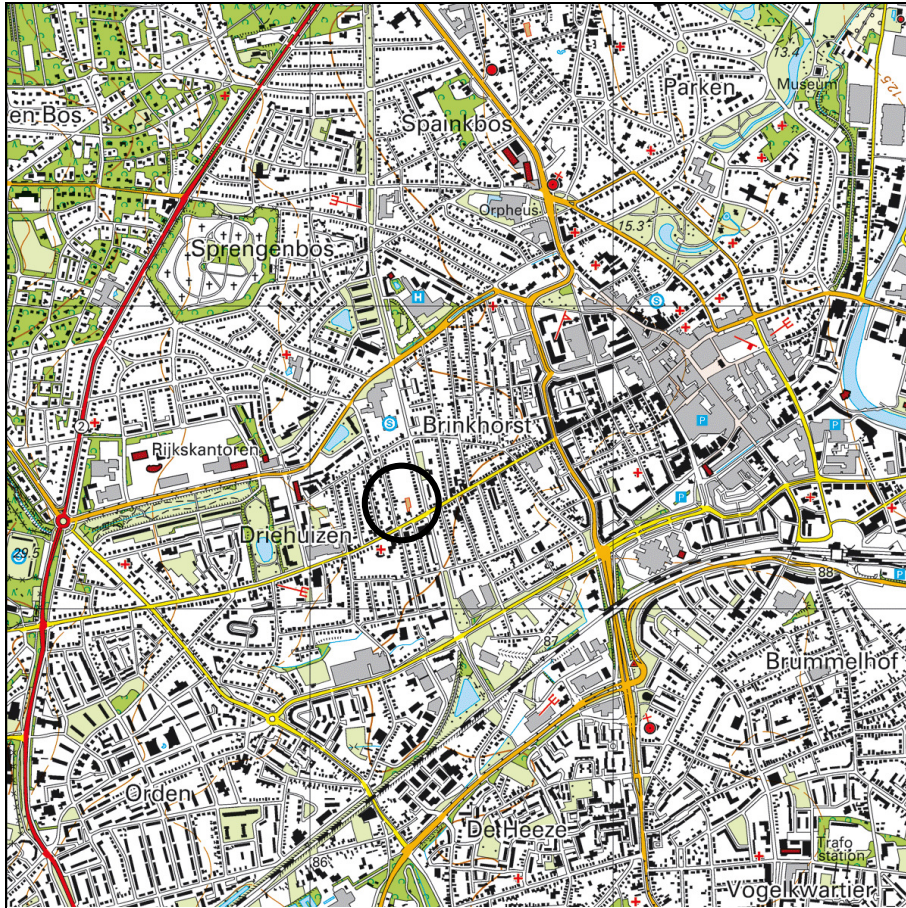 13.4
Parken
Museum
12,5
en Bos
Spainkbos
Orpheus
15.3
Sprengenbos
H
S
2
Brinkhorst
S
Rijkskantoren
P
P
P
Driehuizen
29.5
S
88
P
87
Brummelhof
Orden
De Heeze
86
Trafo
station
Vogelkwartier